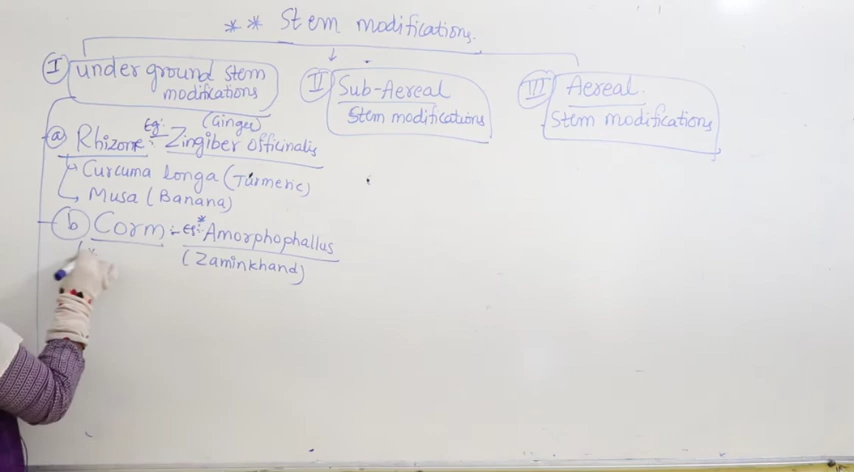 ** Stem modifications.
I under ground stem
modifications
II Sub-Aereal
Stem modifications
III Aereal.
Stem modifications
(Ginger)
a Rhizome Eg:- Zingiber officinalis
Curcuma longa (Turmeric)
Musa (Banana)
b Corm - eg:* Amorphophallus
(Zaminkhand)